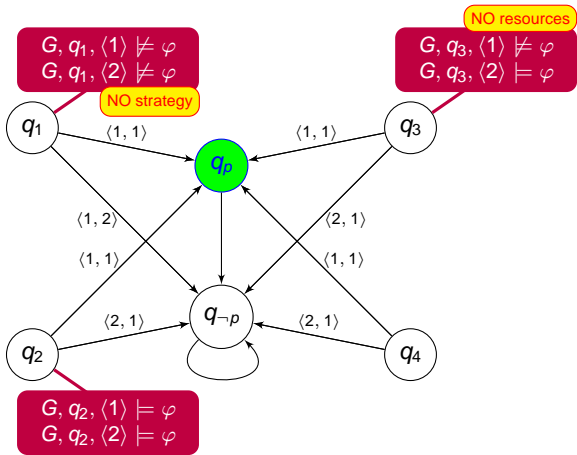 NO resources
G, q₁, ⟨1⟩ ⊭ φ
G, q₁, ⟨2⟩ ⊭ φ
G, q₃, ⟨1⟩ ⊭ φ
G, q₃, ⟨2⟩ ⊨ φ
NO strategy
q₁
q₃
⟨1, 1⟩
⟨1, 1⟩
qₚ
⟨1, 2⟩
⟨2, 1⟩
⟨1, 1⟩
⟨1, 1⟩
q¬ₚ
⟨2, 1⟩
⟨2, 1⟩
q₂
q₄
G, q₂, ⟨1⟩ ⊨ φ
G, q₂, ⟨2⟩ ⊨ φ